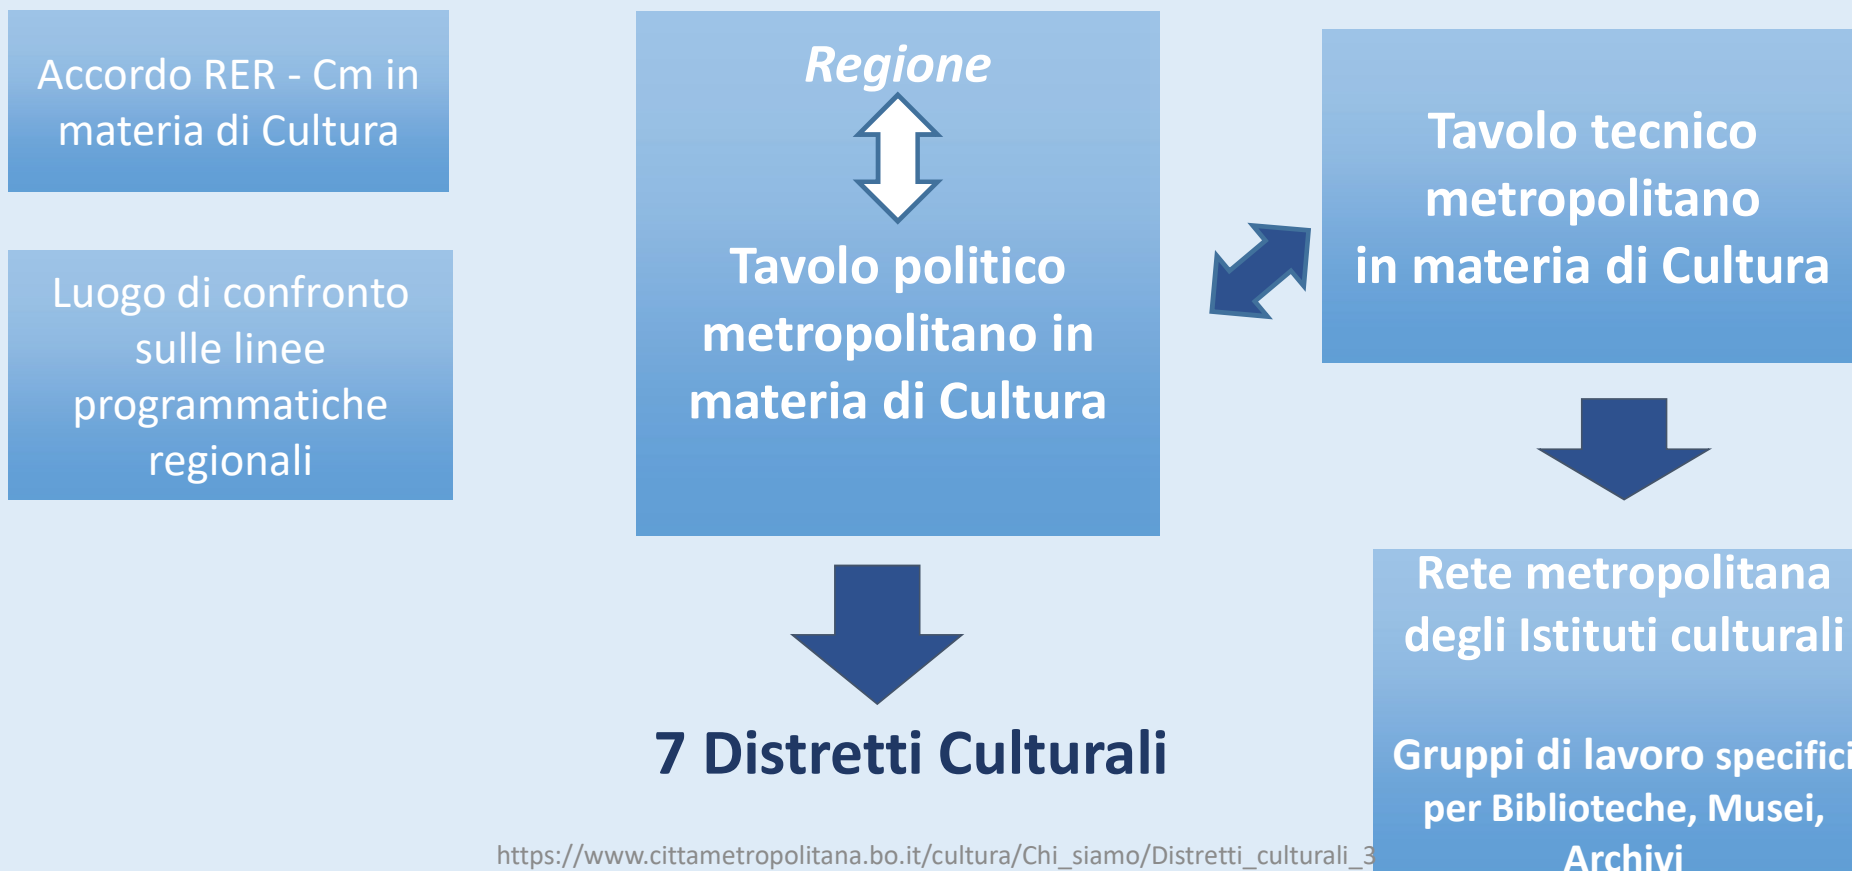 Accordo RER - Cm in
materia di Cultura
Luogo di confronto
sulle linee
programmatiche
regionali
Regione
Tavolo politico
metropolitano in
materia di Cultura
7 Distretti Culturali
Tavolo tecnico
metropolitano
in materia di Cultura
Rete metropolitana
degli Istituti culturali
Gruppi di lavoro specifici
per Biblioteche, Musei,
Archivi
https://www.cittametropolitana.bo.it/cultura/Chi_siamo/Distretti_culturali_3